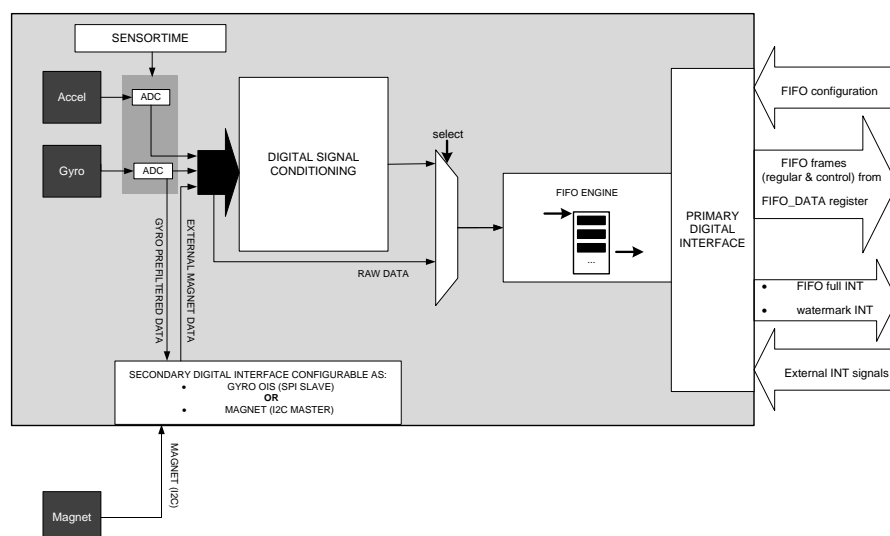 SENSORTIME
Accel
ADC
Gyro
ADC
DIGITAL SIGNAL
CONDITIONING
select
RAW DATA
FIFO ENGINE
...
PRIMARY
DIGITAL
INTERFACE
FIFO configuration
FIFO frames
(regular & control) from
FIFO_DATA register
• FIFO full INT
• watermark INT
External INT signals
GYRO PREFILTERED DATA
EXTERNAL MAGNET DATA
SECONDARY DIGITAL INTERFACE CONFIGURABLE AS:
• GYRO OIS (SPI SLAVE)
OR
• MAGNET (I2C MASTER)
MAGNET
(I2C)
Magnet